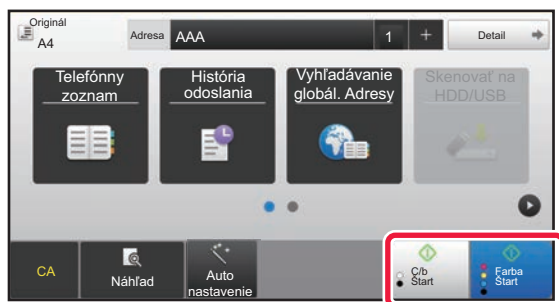 Originál
A4
Adresa AAA 1 + Detail
Telefónny
zoznam
História
odoslania
Vyhľadávanie
globál. Adresy
Skenovať na
HDD/USB
CA
Náhľad
Auto
nastavenie
Č/b
Štart
Farba
Štart